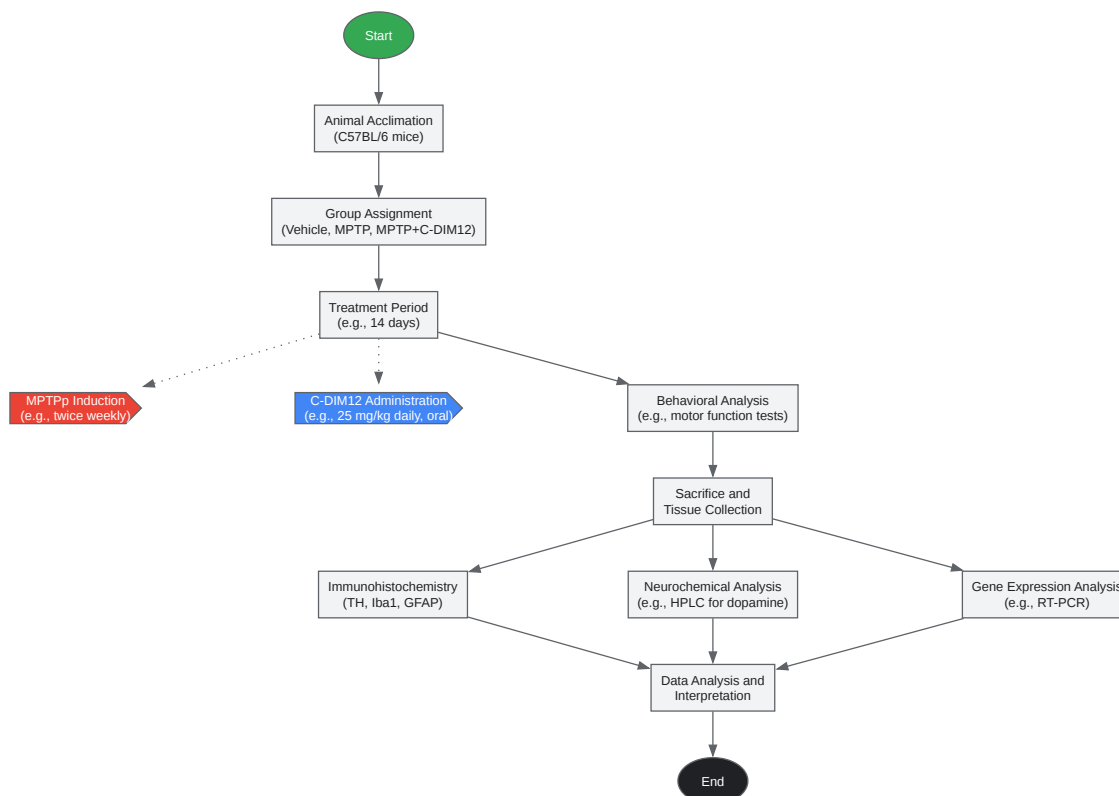 Start
Animal Acclimation
(C57BL/6 mice)
Group Assignment
(Vehicle, MPTP, MPTP+C-DIM12)
Treatment Period
(e.g., 14 days)
MPTPp Induction
(e.g., twice weekly)
C-DIM12 Administration
(e.g., 25 mg/kg daily, oral)
Behavioral Analysis
(e.g., motor function tests)
Sacrifice and
Tissue Collection
Immunohistochemistry
(TH, Iba1, GFAP)
Neurochemical Analysis
(e.g., HPLC for dopamine)
Gene Expression Analysis
(e.g., RT-PCR)
Data Analysis and
Interpretation
End